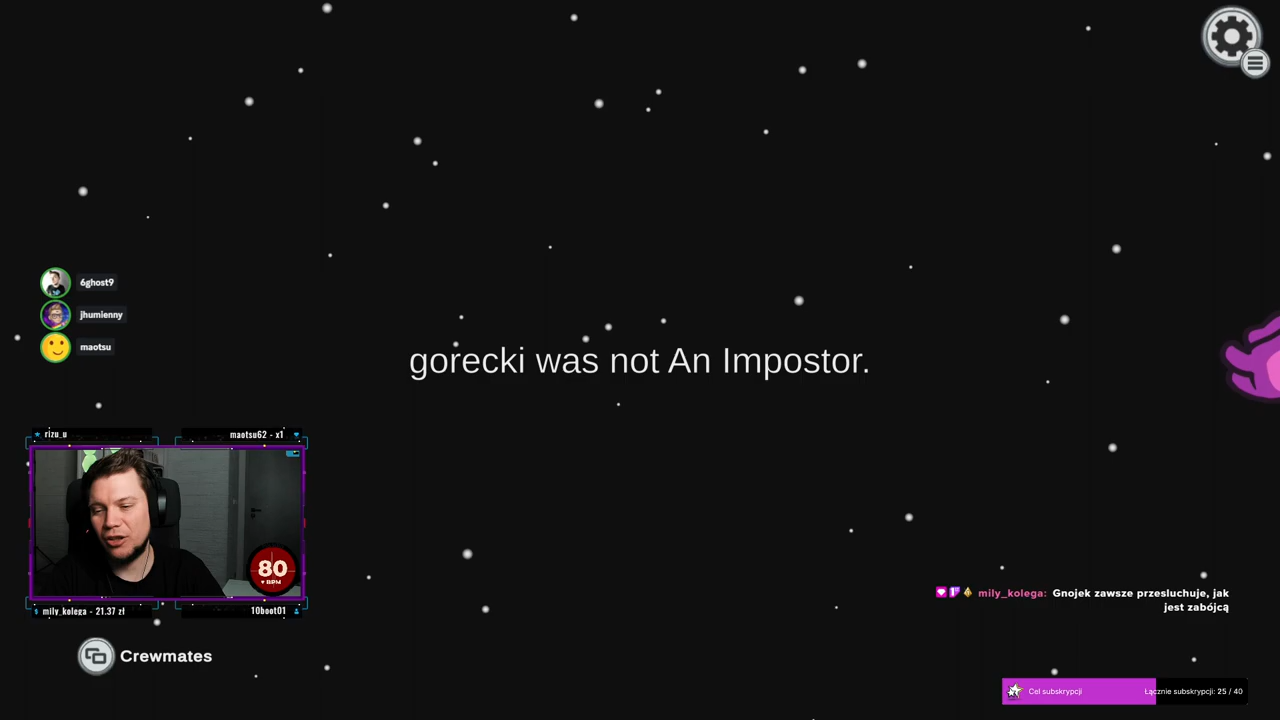 6ghost9
jhumienny
maotsu
gorecki was not An Impostor.
rizu_u
maotsu62 - x1
80
BPM
mily_kolega - 21.37 zł
10boot01
Crewmates
mily_kolega: Gnojek zawsze przesluchuje, jak
jest zabójcą
Cel subskrypcji
Łącznie subskrypcji: 25 / 40